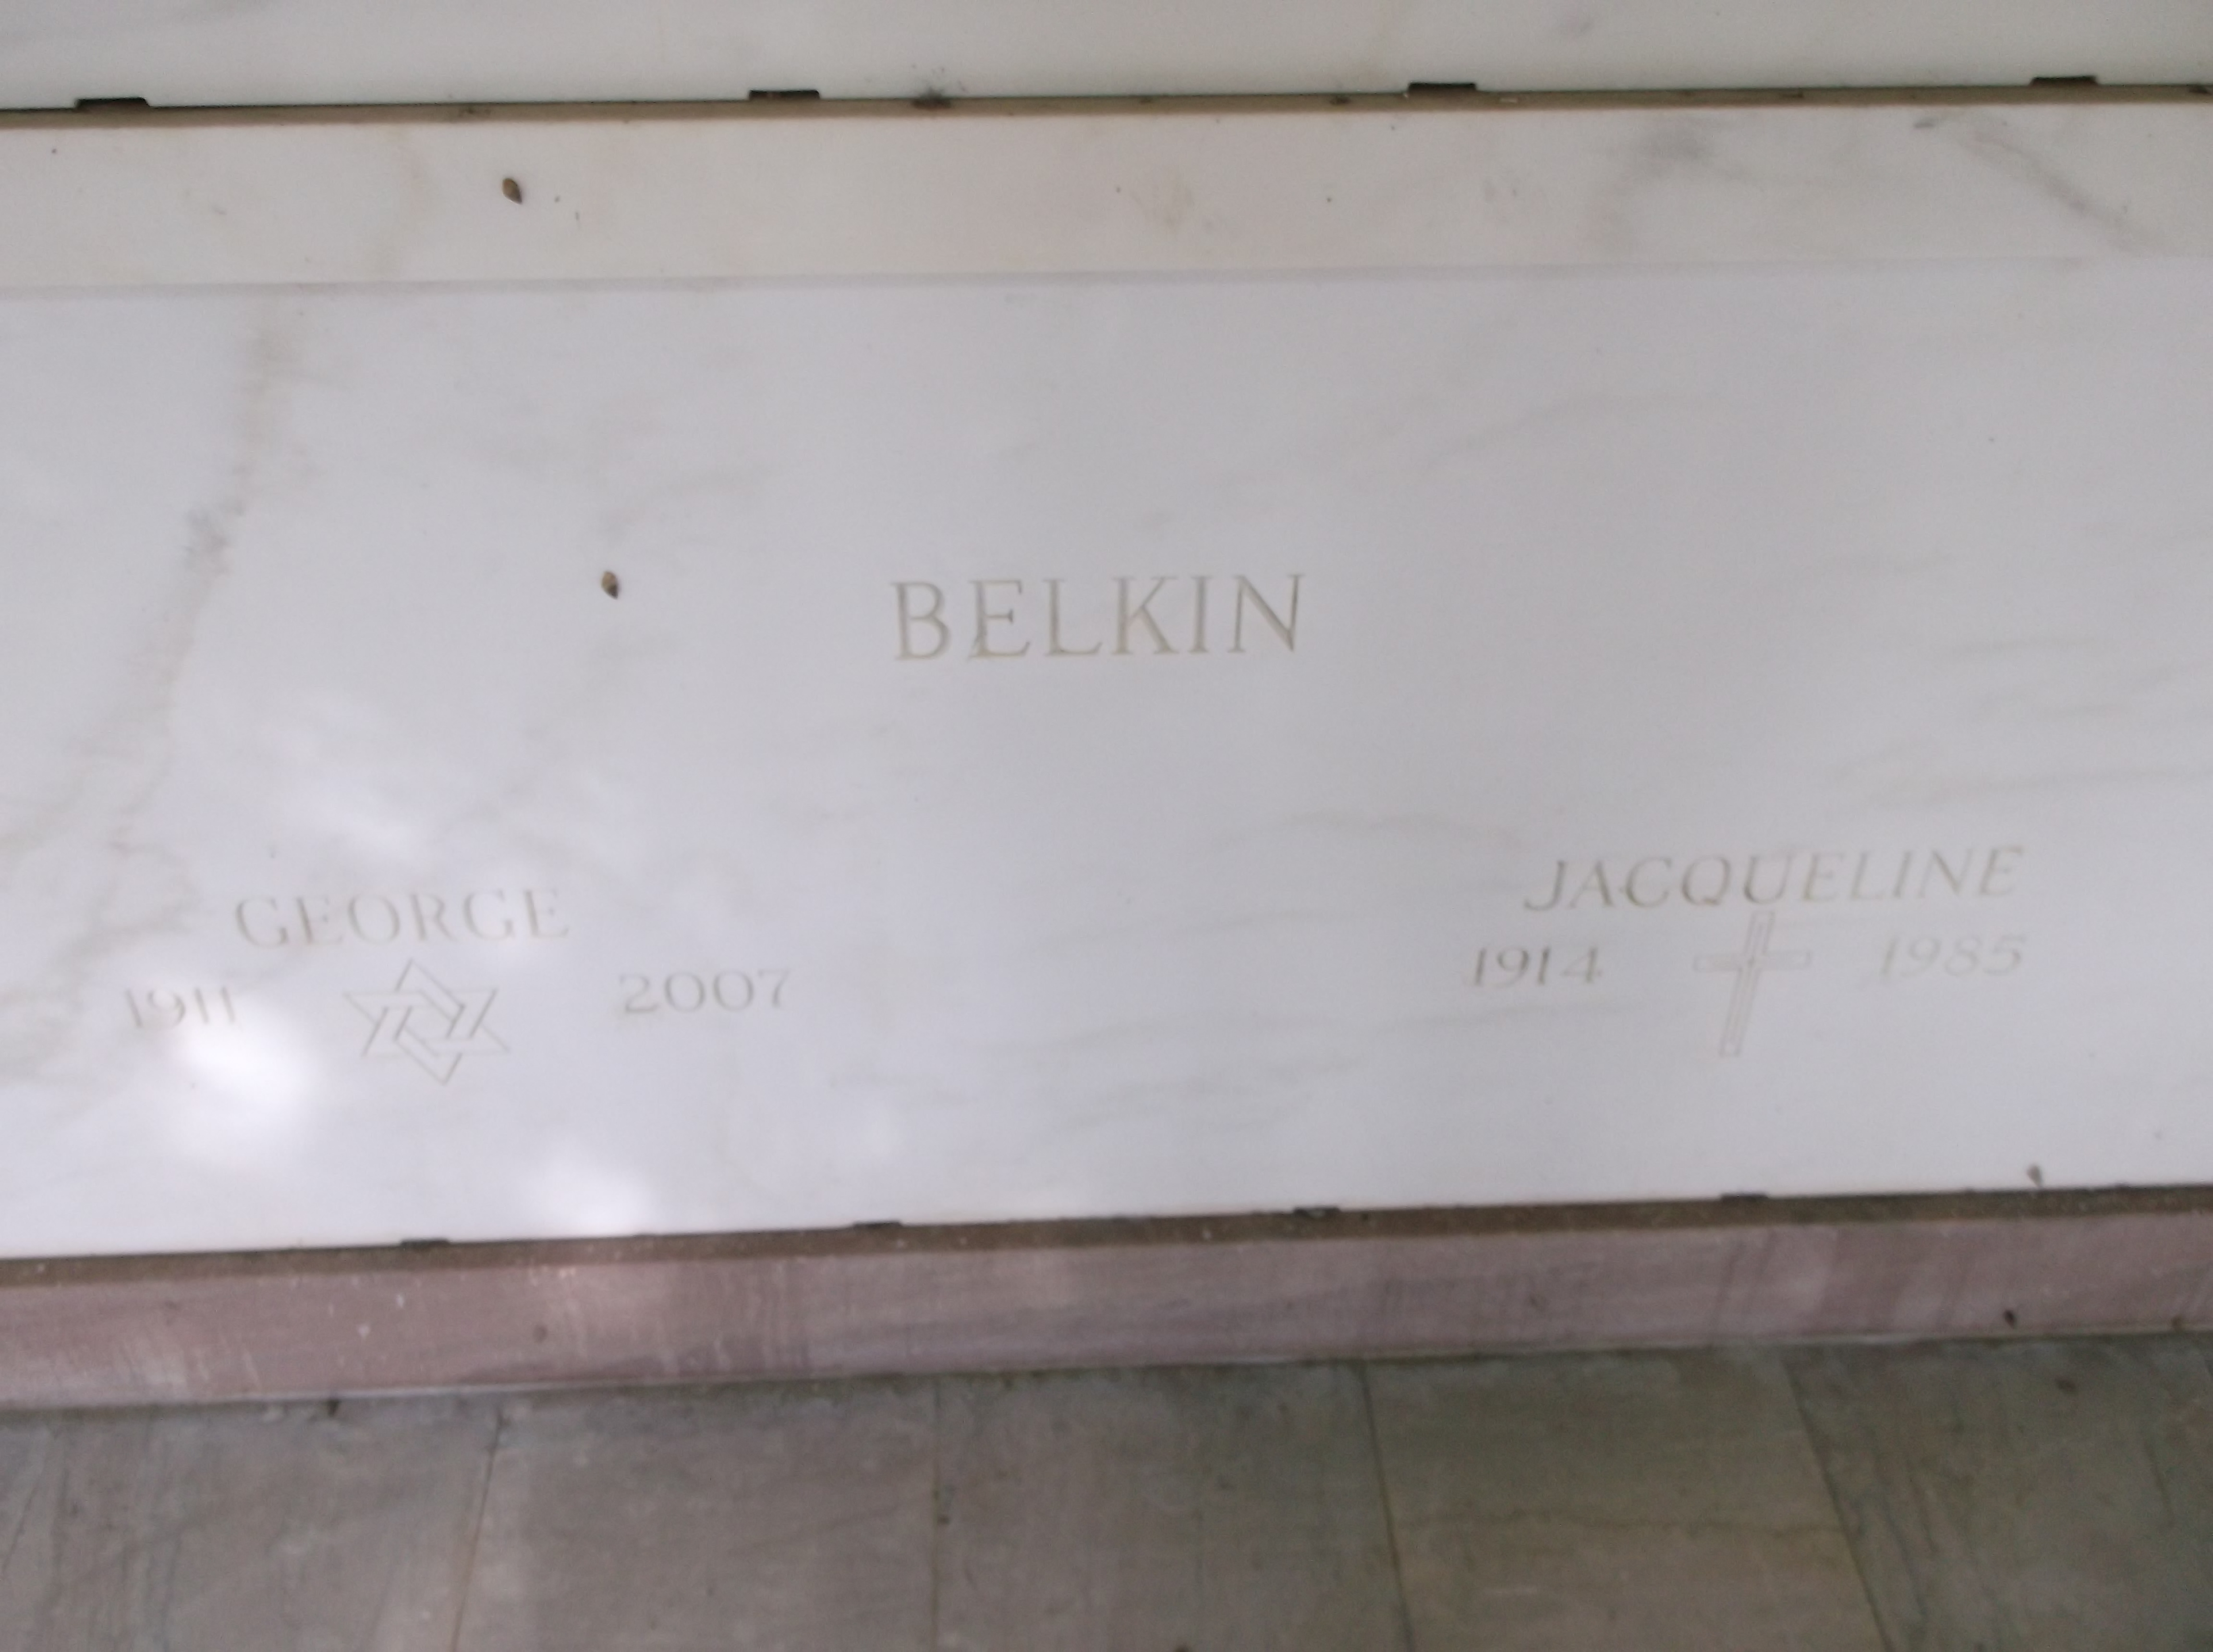 BELKIN
GEORGE
1911 2007
JACQUELINE
1914 1985